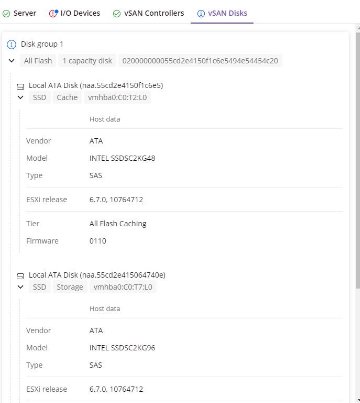 Server I/O Devices vSAN Controllers vSAN Disks
Disk group 1
All Flash 1 capacity disk 020000000055cd2e4150f1c6e5494e54454c20
Local ATA Disk (naa.55cd2e4150f1c6e5)
SSD Cache vmhba0:C0:T2:L0
Host data
Vendor ATA
Model INTEL SSDSC2KG48
Type SAS
ESXi release 6.7.0, 10764712
Tier All Flash Caching
Firmware 0110
Local ATA Disk (naa.55cd2e415064740e)
SSD Storage vmhba0:C0:T7:L0
Host data
Vendor ATA
Model INTEL SSDSC2KG96
Type SAS
ESXi release 6.7.0, 10764712